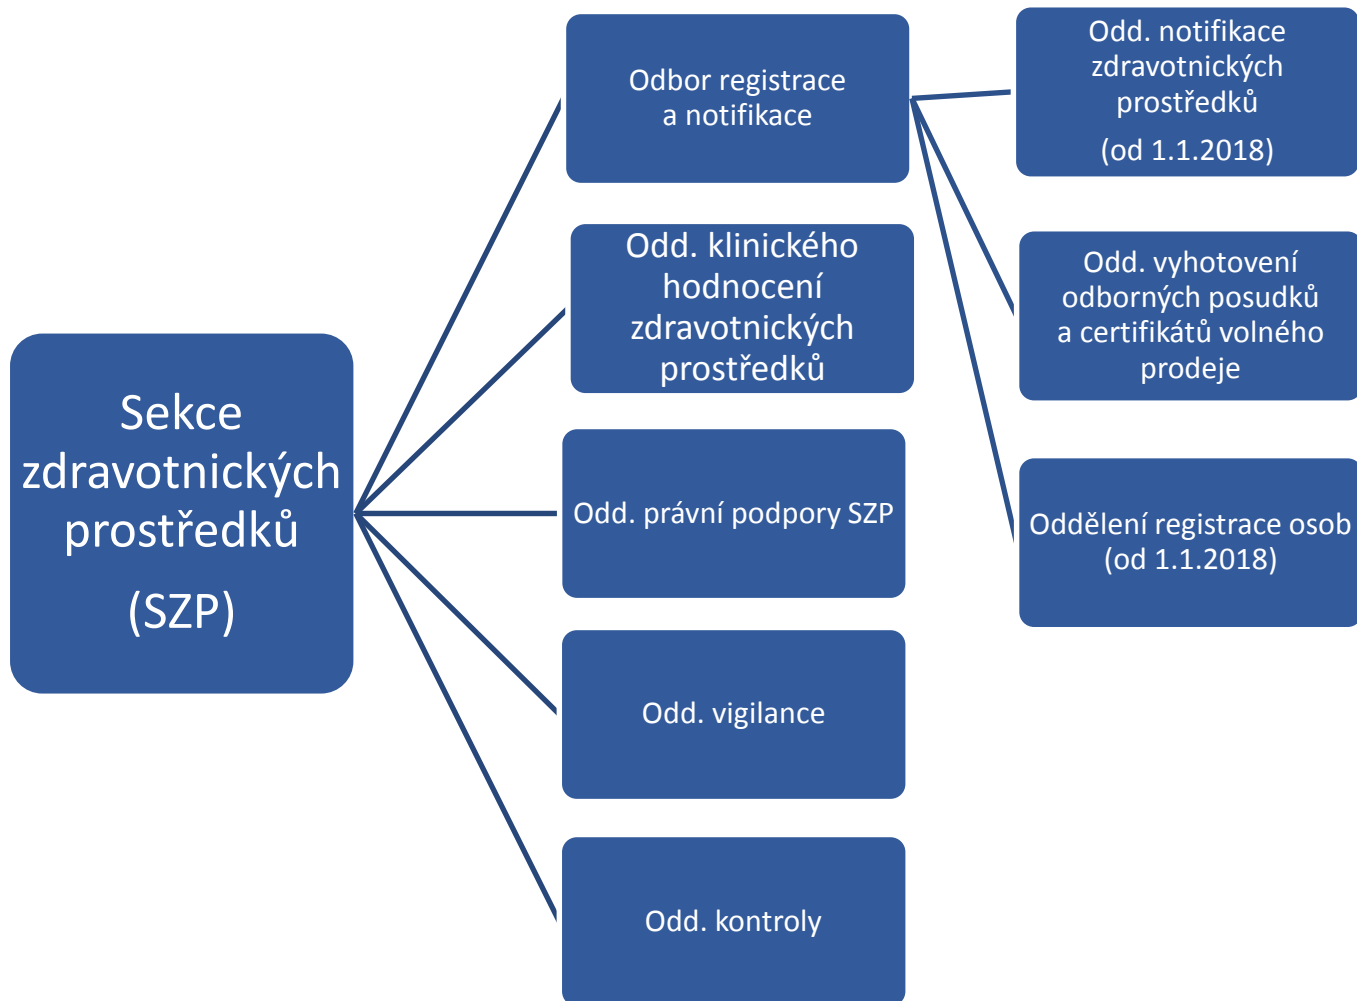 Sekce
zdravotnických
prostředků
(SZP)
Odbor registrace
a notifikace
Odd. klinického
hodnocení
zdravotnických
prostředků
Odd. právní podpory SZP
Odd. vigilance
Odd. kontroly
Odd. notifikace
zdravotnických
prostředků
(od 1.1.2018)
Odd. vyhotovení
odborných posudků
a certifikátů volného
prodeje
Oddělení registrace osob
(od 1.1.2018)